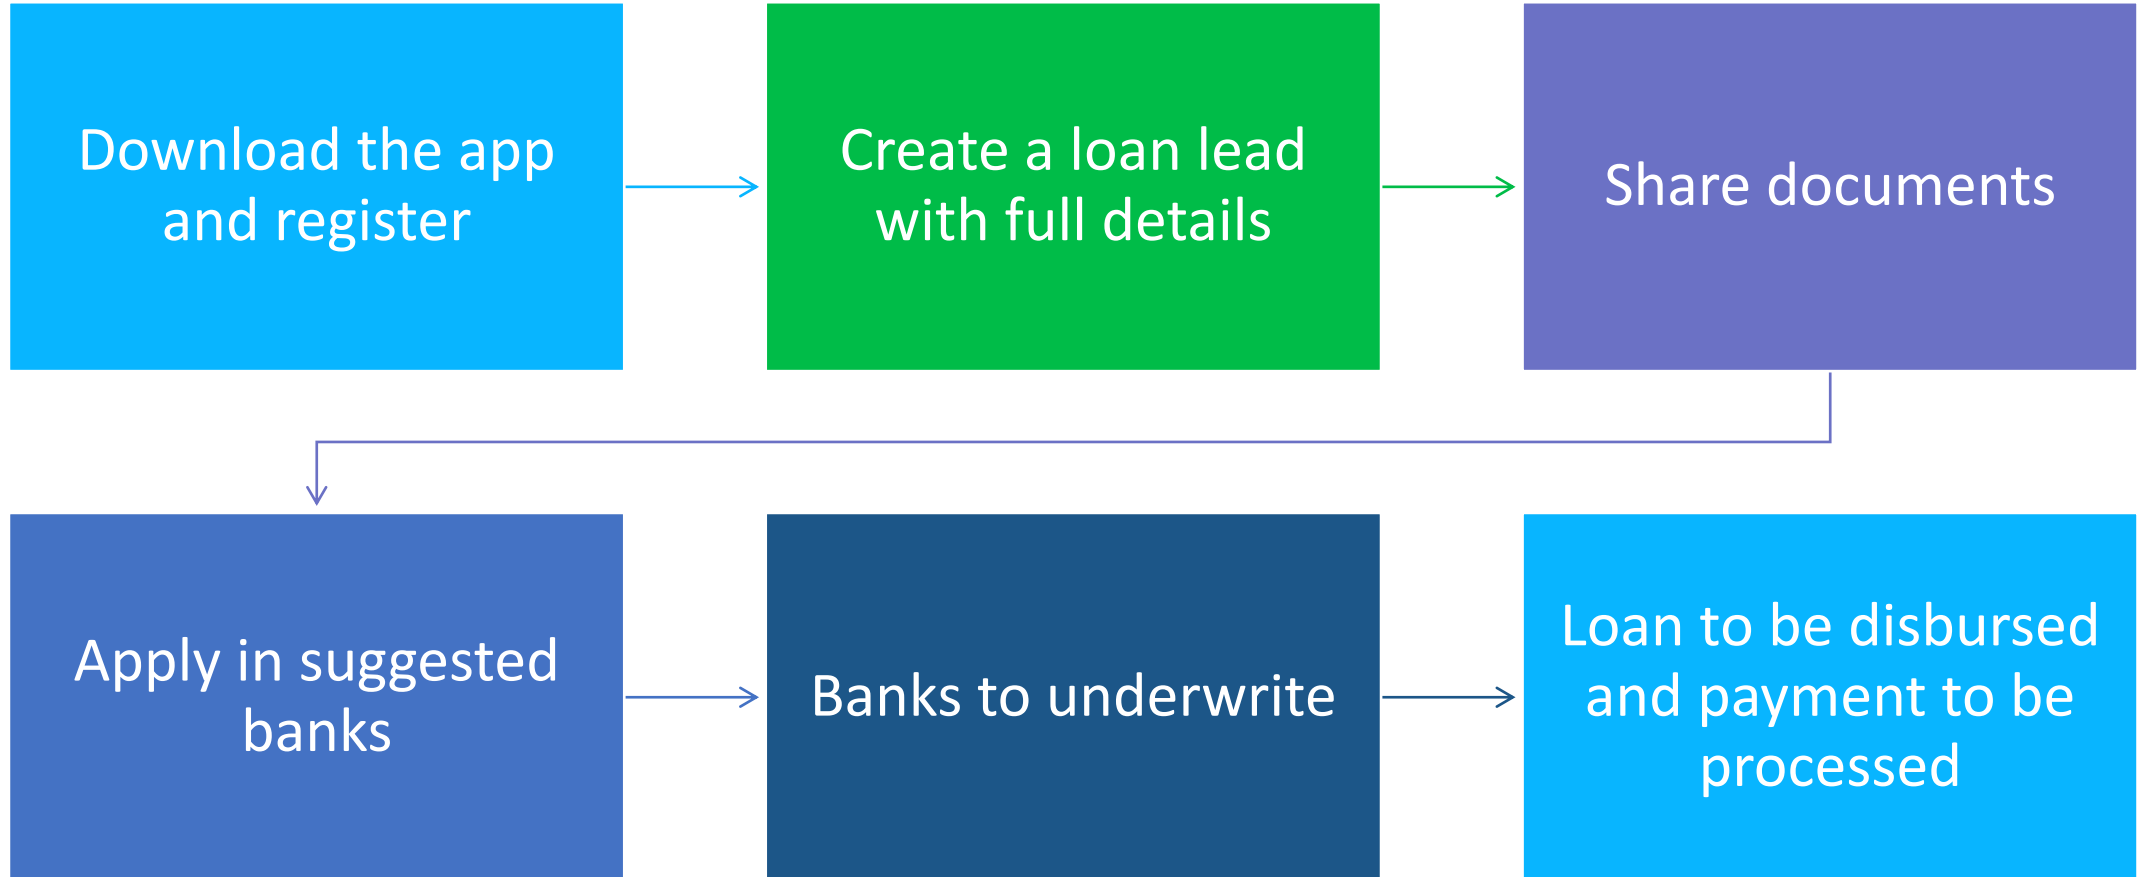 Download the app
and register
Create a loan lead
with full details
Share documents
Apply in suggested
banks
Banks to underwrite
Loan to be disbursed
and payment to be
processed